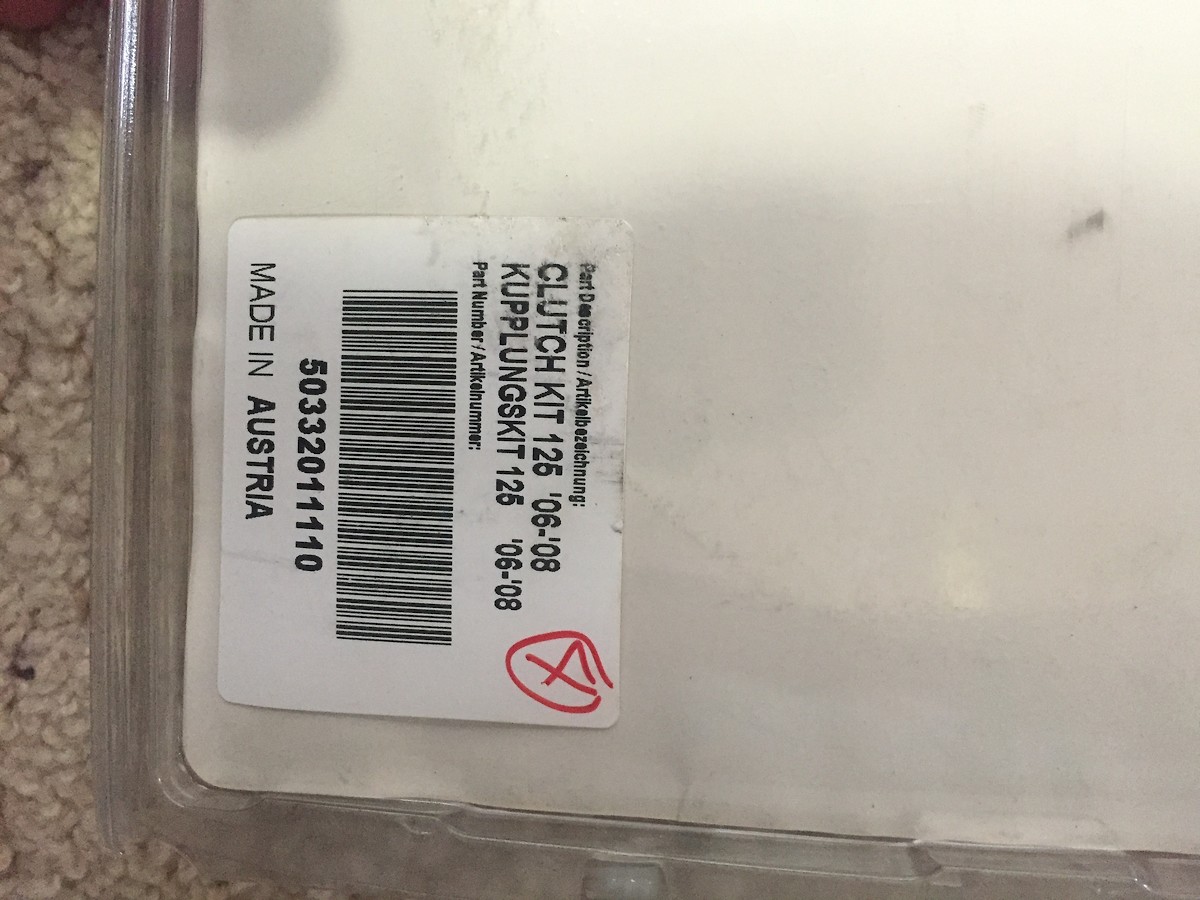 Part Description / Artikelbezeichnung:
CLUTCH KIT 125 '06-'08
KUPPLUNGSKIT 125 '06-'08
Part Number / Artikelnummer:
50332011110
MADE IN AUSTRIA